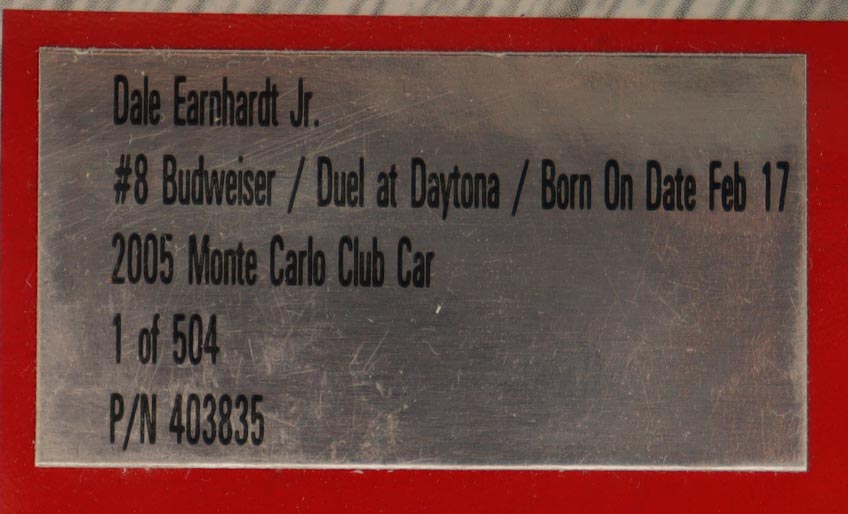 Dale Earnhardt Jr.
#8 Budweiser / Duel at Daytona / Born On Date Feb 17
2005 Monte Carlo Club Car
1 of 504
P/N 403835